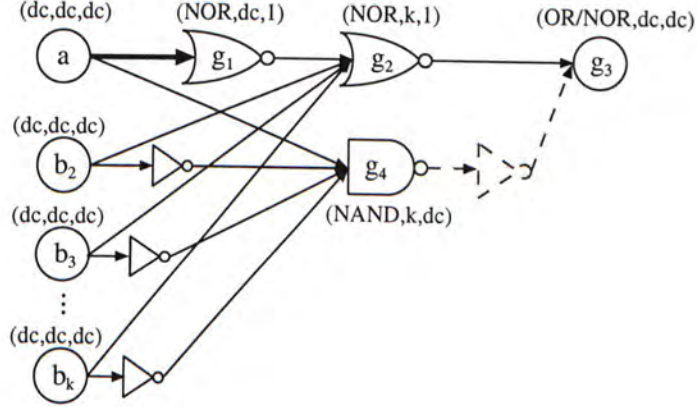 (dc,dc,dc) (NOR,dc,1) (NOR,k,1) (OR/NOR,dc,dc)
a g1 g2 g3
(dc,dc,dc)
b2 g4
(dc,dc,dc) (NAND,k,dc)
b3
⋮
(dc,dc,dc)
bk